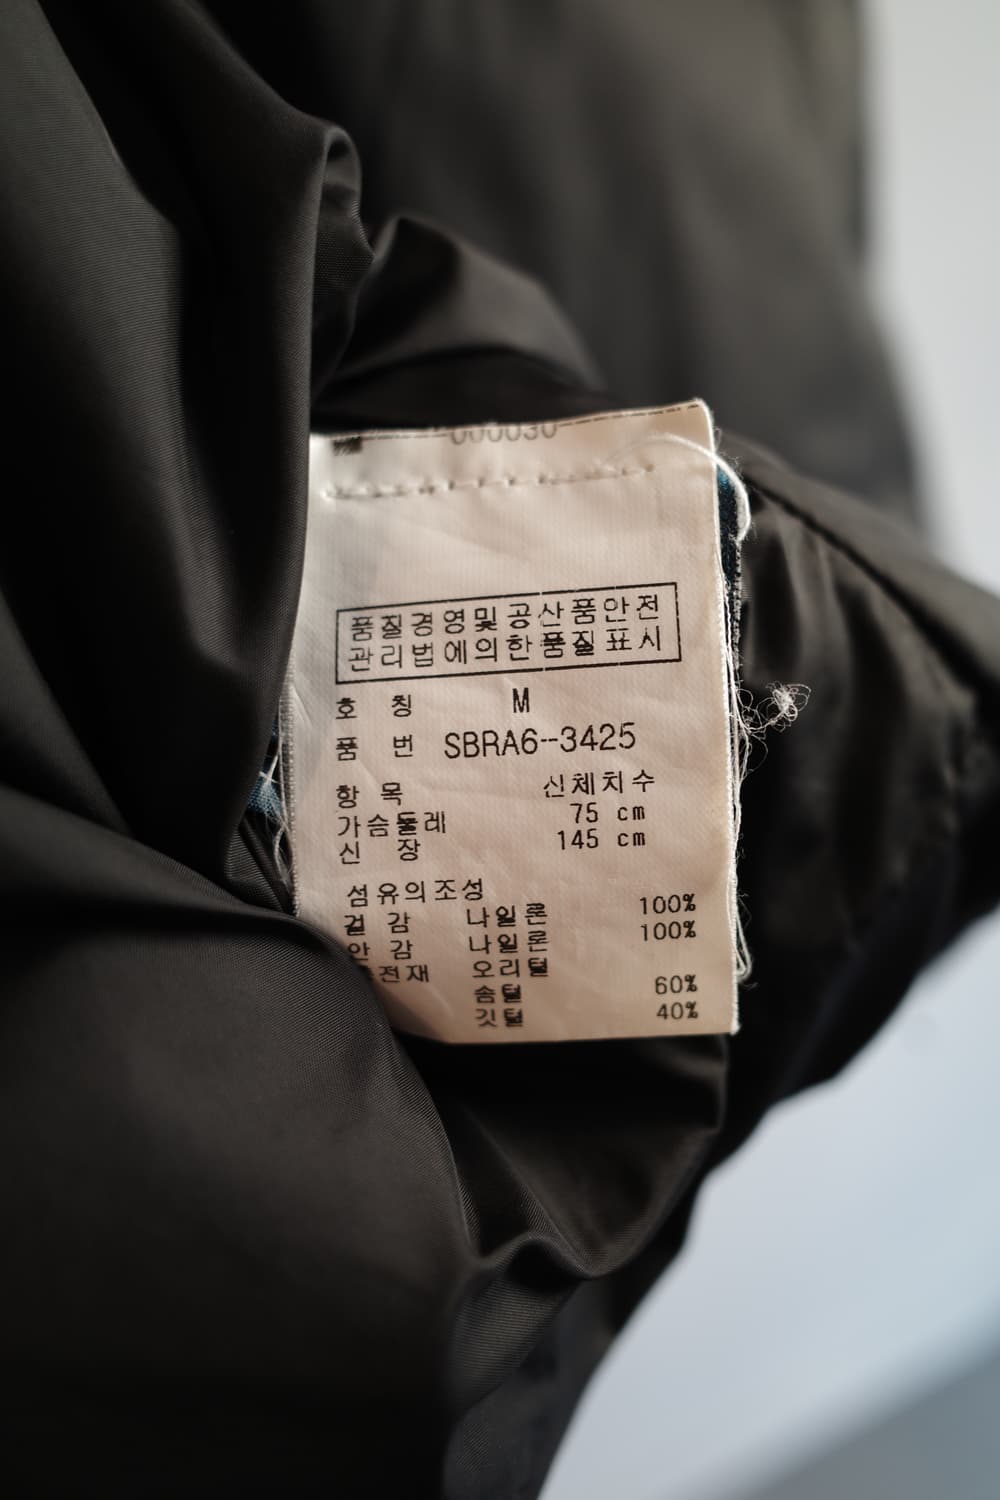 000030
품질경영및공산품안전
관리법에의한품질표시
호 칭 M
품 번 SBRA6-3425
항 목 신체치수
가슴둘레 75 cm
신 장 145 cm
섬유의조성
겉 감 나일론 100%
안 감 나일론 100%
충전재 오리털
솜털 60%
깃털 40%